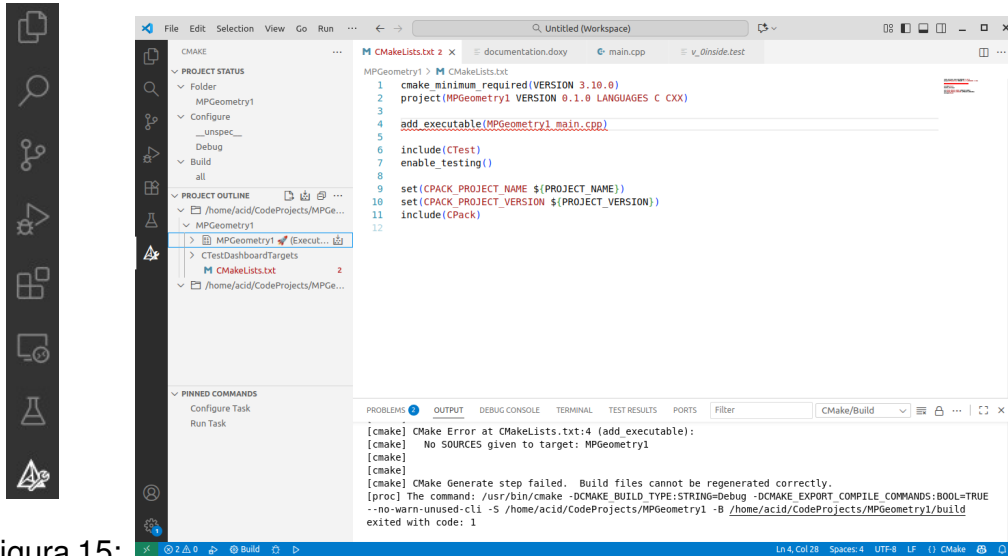 File Edit Selection View Go Run ··· Untitled (Workspace)
CMAKE
PROJECT STATUS
Folder
MPGeometry1
Configure
__unspec__
Debug
Build
all
PROJECT OUTLINE
/home/acid/CodeProjects/MPGe...
MPGeometry1
MPGeometry1 🚀 (Execut...
CTestDashboardTargets
M CMakeLists.txt 2
/home/acid/CodeProjects/MPGe...
PINNED COMMANDS
Configure Task
Run Task
M CMakeLists.txt 2 documentation.doxy main.cpp v_0inside.test
MPGeometry1 > M CMakeLists.txt
1 cmake_minimum_required(VERSION 3.10.0)
2 project(MPGeometry1 VERSION 0.1.0 LANGUAGES C CXX)
3
4 add_executable(MPGeometry1 main.cpp)
5
6 include(CTest)
7 enable_testing()
8
9 set(CPACK_PROJECT_NAME ${PROJECT_NAME})
10 set(CPACK_PROJECT_VERSION ${PROJECT_VERSION})
11 include(CPack)
12
PROBLEMS 2 OUTPUT DEBUG CONSOLE TERMINAL TEST RESULTS PORTS Filter CMake/Build
[cmake] CMake Error at CMakeLists.txt:4 (add_executable):
[cmake]   No SOURCES given to target: MPGeometry1
[cmake]
[cmake]
[cmake] CMake Generate step failed.  Build files cannot be regenerated correctly.
[proc] The command: /usr/bin/cmake -DCMAKE_BUILD_TYPE:STRING=Debug -DCMAKE_EXPORT_COMPILE_COMMANDS:BOOL=TRUE
--no-warn-unused-cli -S /home/acid/CodeProjects/MPGeometry1 -B /home/acid/CodeProjects/MPGeometry1/build
exited with code: 1
2 0 Build Ln 4, Col 28 Spaces: 4 UTF-8 LF {} CMake
igura 15: